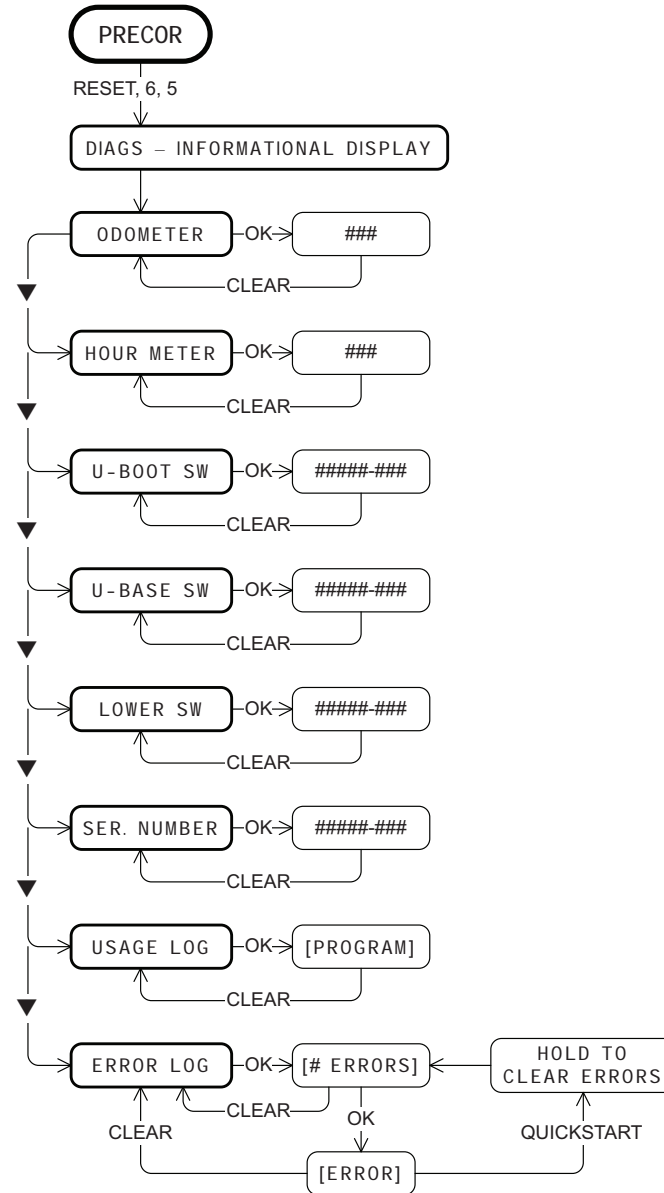 PRECOR
RESET, 6, 5
DIAGS – INFORMATIONAL DISPLAY
ODOMETER
OK
###
CLEAR
HOUR METER
OK
###
CLEAR
U-BOOT SW
OK
#####-###
CLEAR
U-BASE SW
OK
#####-###
CLEAR
LOWER SW
OK
#####-###
CLEAR
SER. NUMBER
OK
#####-###
CLEAR
USAGE LOG
OK
[PROGRAM]
CLEAR
ERROR LOG
OK
[# ERRORS]
HOLD TO
CLEAR ERRORS
CLEAR
OK
CLEAR
QUICKSTART
[ERROR]